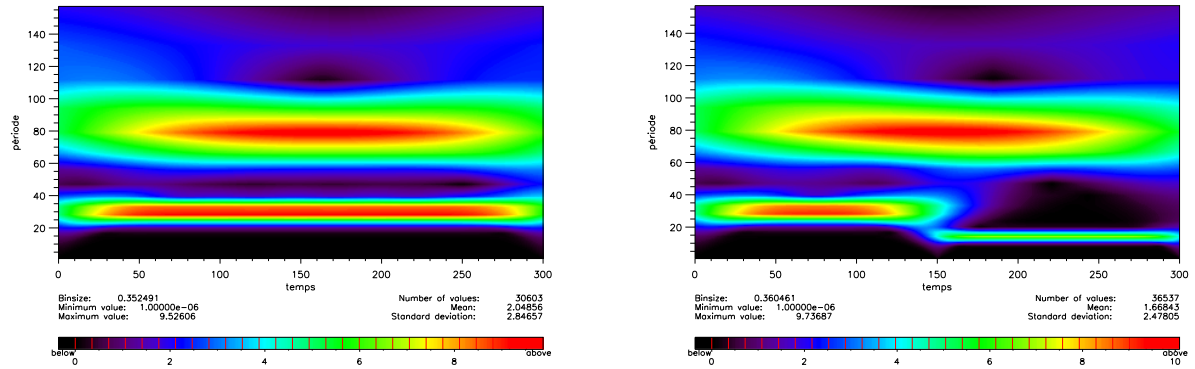 140
120
100
80
60
40
20
période
0 50 100 150 200 250 300
temps
Binsize: 0.352491 Number of values: 30603
Minimum value: 1.00000e-06 Mean: 2.04856
Maximum value: 9.52606 Standard deviation: 2.84657
below above
0 2 4 6 8
140
120
100
80
60
40
20
période
0 50 100 150 200 250 300
temps
Binsize: 0.360461 Number of values: 36537
Minimum value: 1.00000e-06 Mean: 1.66843
Maximum value: 9.73687 Standard deviation: 2.47805
below above
0 2 4 6 8 10